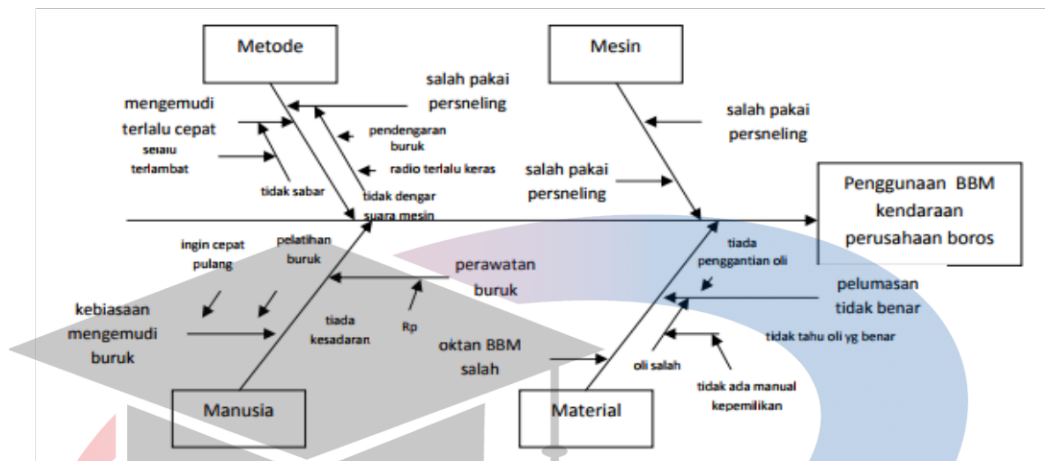 Metode
Mesin
mengemudi
terlalu cepat
selalu
terlambat
tidak sabar
salah pakai
persneling
pendengaran
buruk
radio terlalu keras
tidak dengar
suara mesin
salah pakai
persneling
salah pakai
persneling
Penggunaan BBM
kendaraan
perusahaan boros
ingin cepat
pulang
pelatihan
buruk
kebiasaan
mengemudi
buruk
tiada
kesadaran
perawatan
buruk
Rp
oktan BBM
salah
tiada
penggantian oli
pelumasan
tidak benar
tidak tahu oli yg benar
oli salah
tidak ada manual
kepemilikan
Manusia
Material